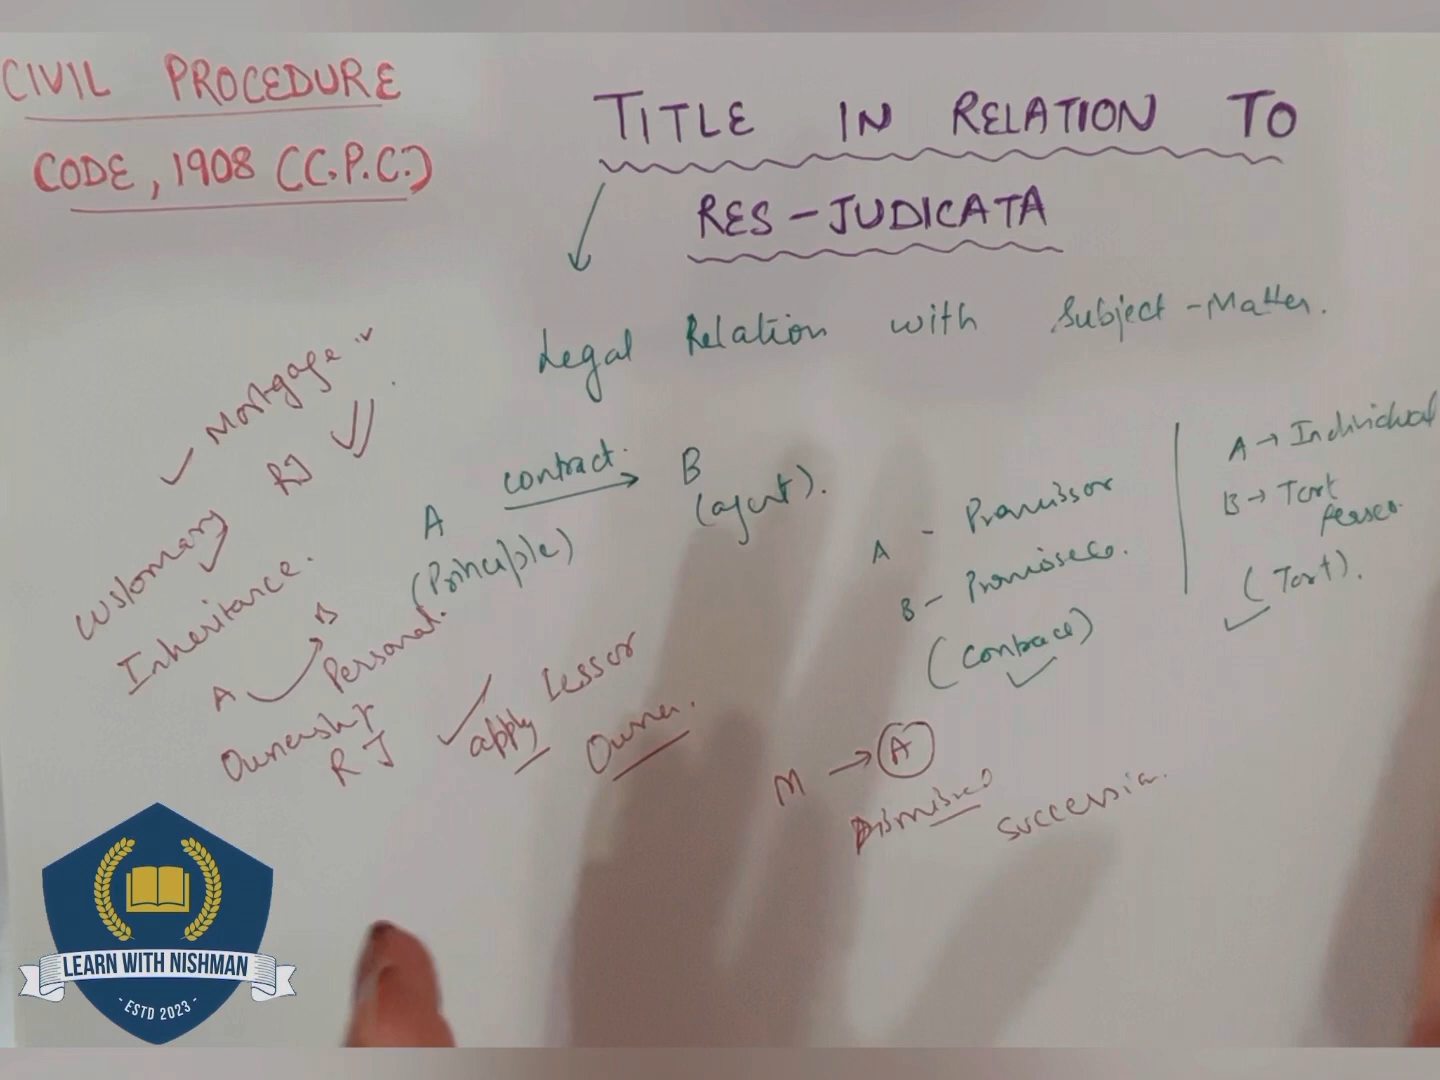 CIVIL PROCEDURE
CODE, 1908 (C.P.C.)
TITLE IN RELATION TO
RES-JUDICATA
Legal Relation with Subject-Matter.
Mortgage
RJ
Customary
Inheritance.
A B
Personal.
Ownership
RJ
apply
Lessor
Owner.
A contract. B
(Principle) (agent).
A - Promissor
B - Promisee
(Contract)
A → Individual
B → Tort
(Tort).
M → A
Dismissed
Succession.
LEARN WITH NISHMAN
- ESTD 2023 -